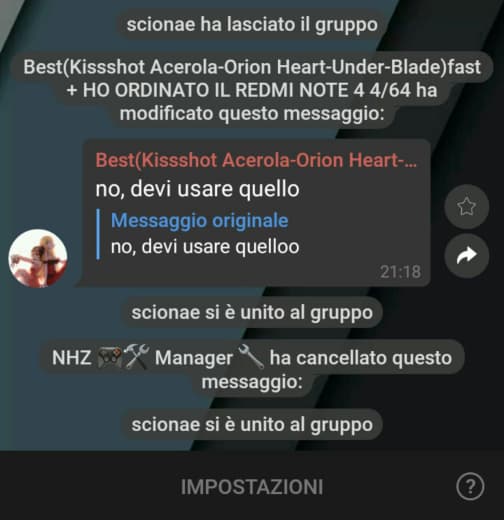 scionae ha lasciato il gruppo
Best(Kissshot Acerola-Orion Heart-Under-Blade)fast
+ HO ORDINATO IL REDMI NOTE 4 4/64 ha
modificato questo messaggio:
Best(Kissshot Acerola-Orion Heart-...
no, devi usare quello
Messaggio originale
no, devi usare quelloo
21:18
scionae si è unito al gruppo
NHZ 🎮🛠 Manager 🔧 ha cancellato questo
messaggio:
scionae si è unito al gruppo
IMPOSTAZIONI
?